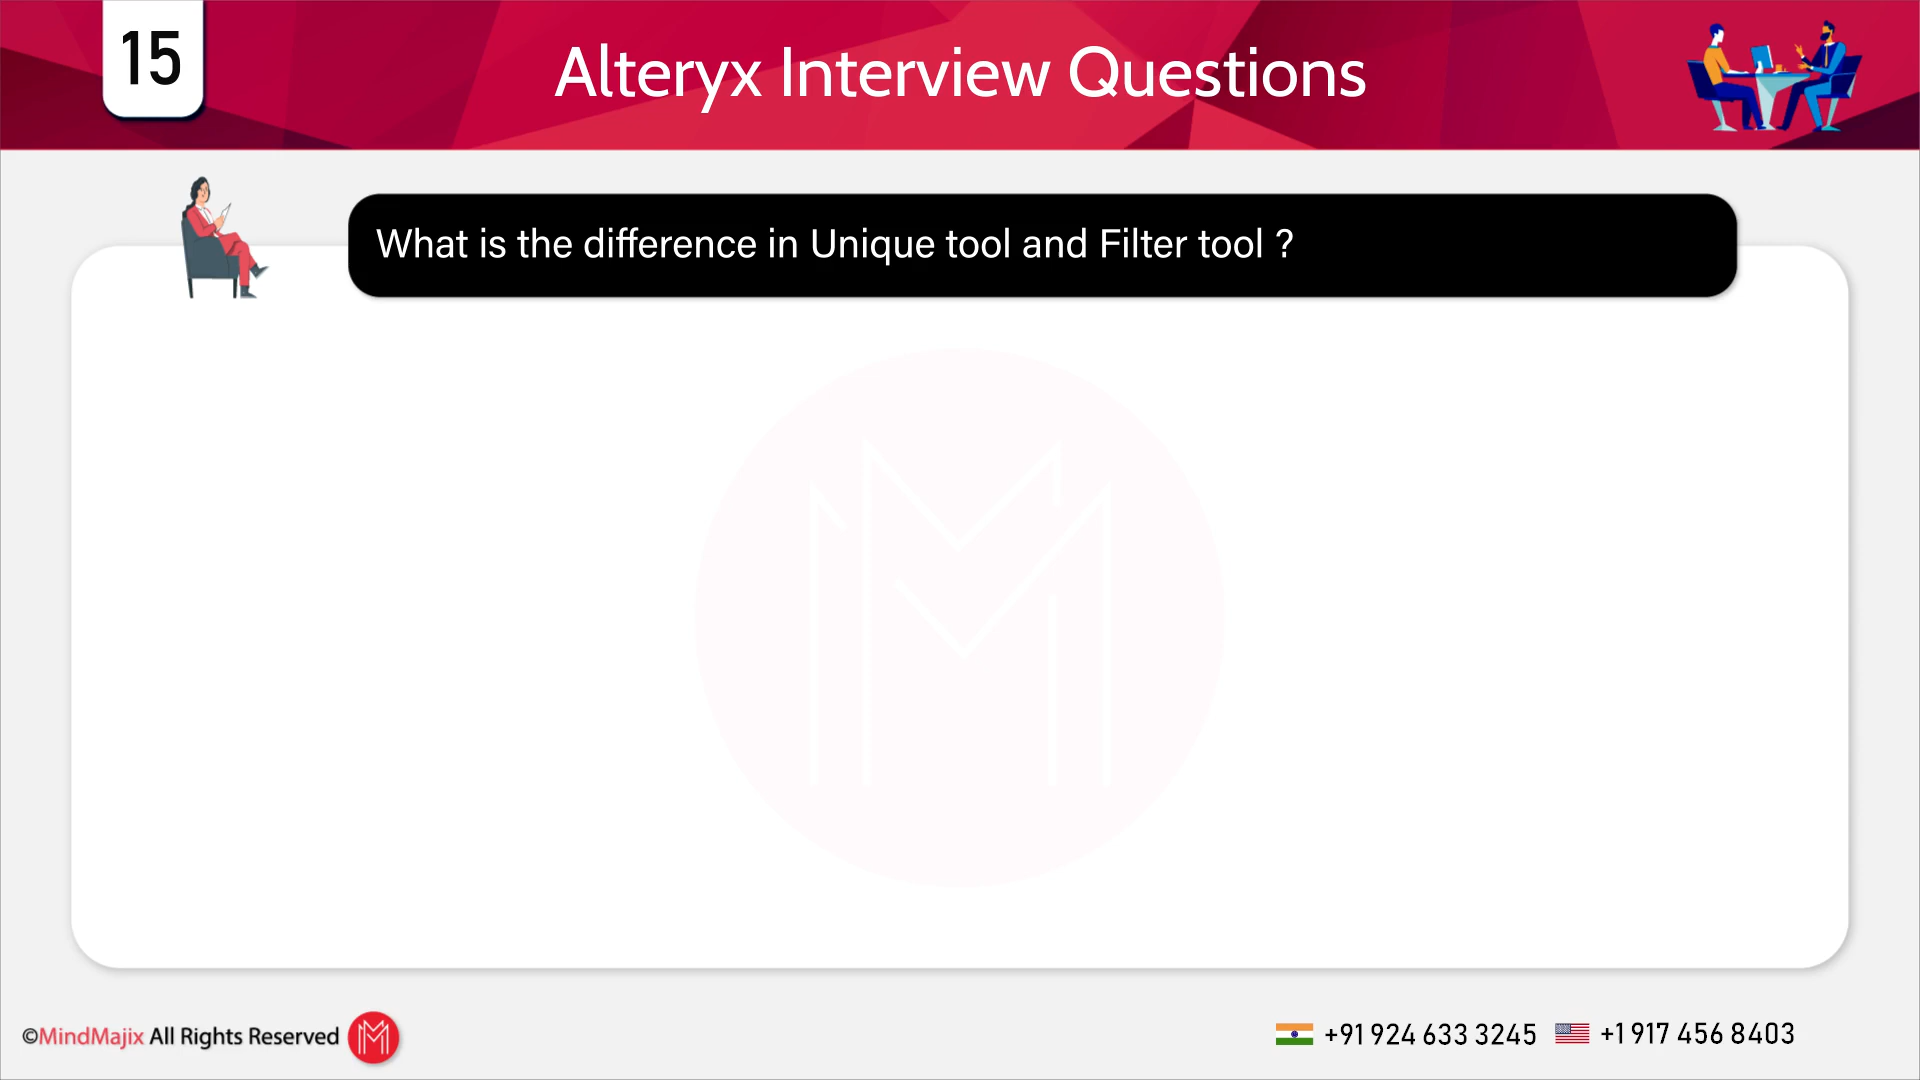 15
Alteryx Interview Questions
What is the difference in Unique tool and Filter tool ?
©MindMajix All Rights Reserved
+91 924 633 3245 +1 917 456 8403